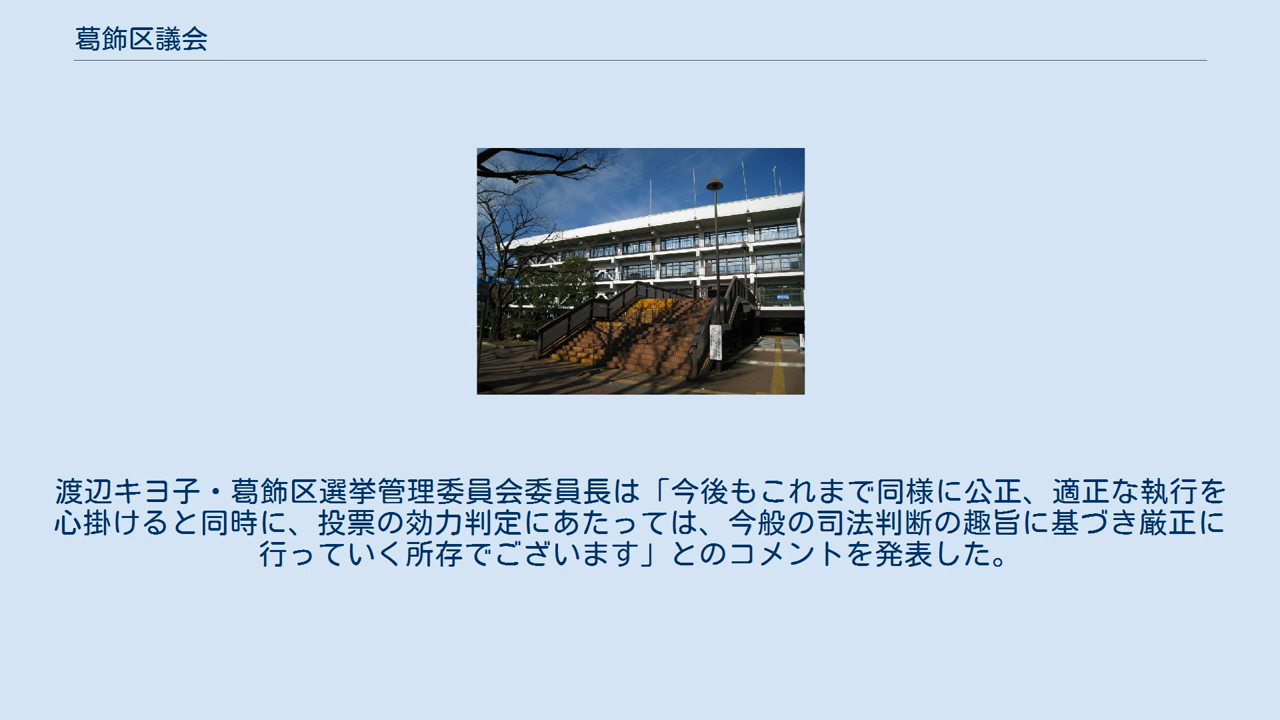 葛飾区議会
渡辺キヨ子・葛飾区選挙管理委員会委員長は「今後もこれまで同様に公正、適正な執行を
心掛けると同時に、投票の効力判定にあたっては、今般の司法判断の趣旨に基づき厳正に
行っていく所存でございます」とのコメントを発表した。